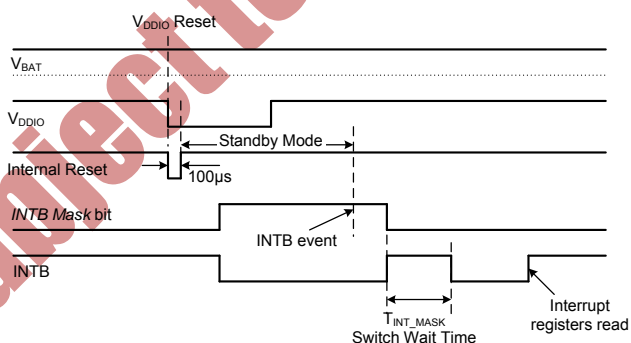 VDDIO Reset
VBAT
VDDIO
Standby Mode
Internal Reset
100µs
INTB Mask bit
INTB event
INTB
TINT_MASK
Switch Wait Time
Interrupt
registers read